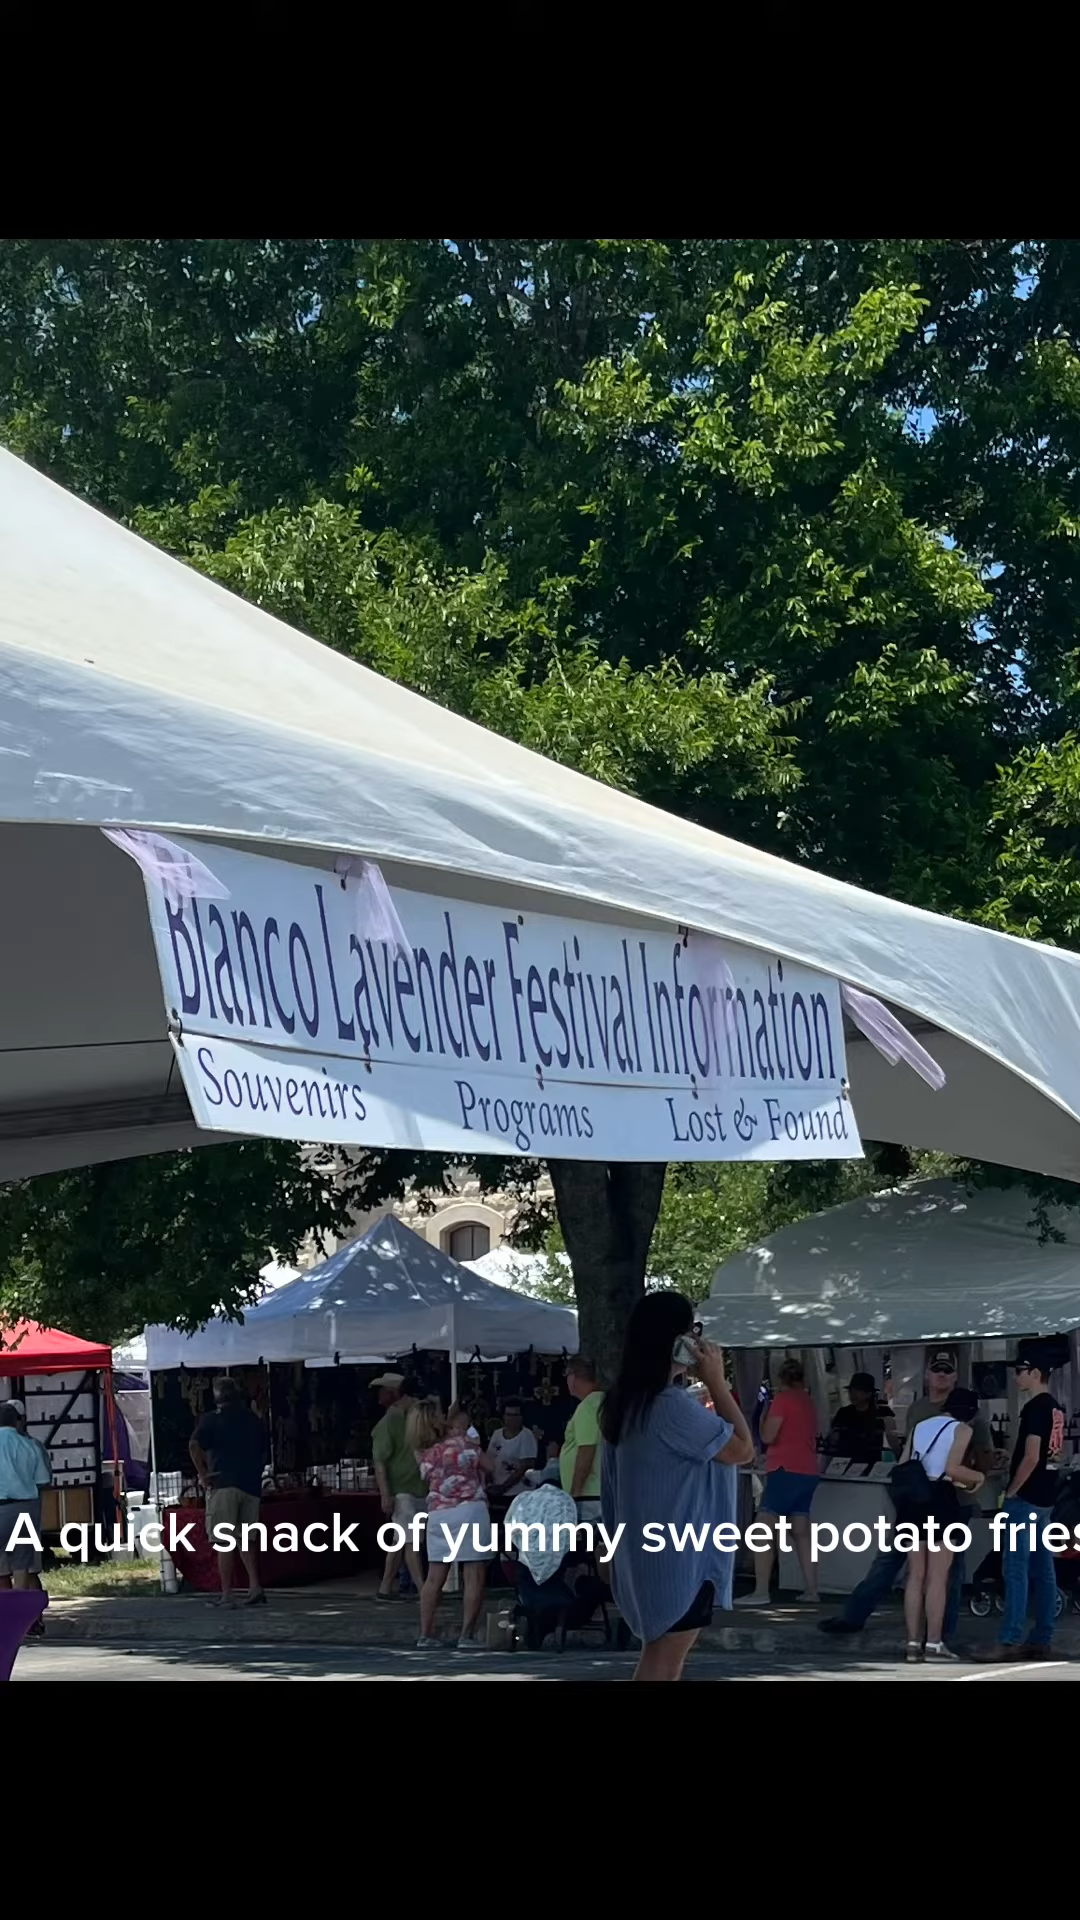 Blanco Lavender Festival Information
Souvenirs Programs Lost & Found
A quick snack of yummy sweet potato fries